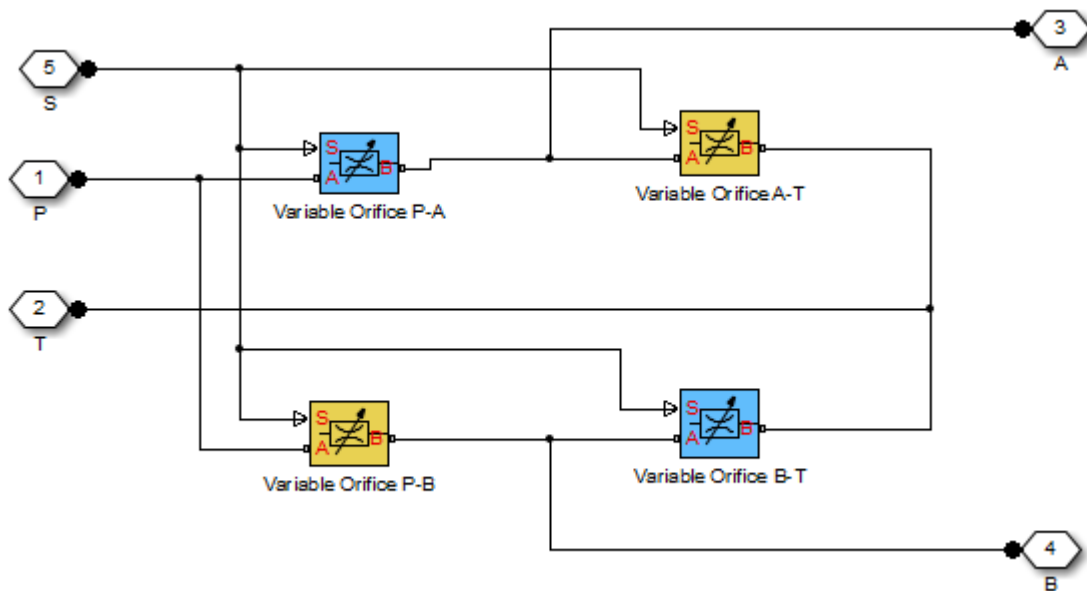 3
A
5
S
S
A
B
Variable Orifice P-A
S
A
B
Variable Orifice A-T
1
P
2
T
S
A
B
Variable Orifice P-B
S
A
B
Variable Orifice B-T
4
B